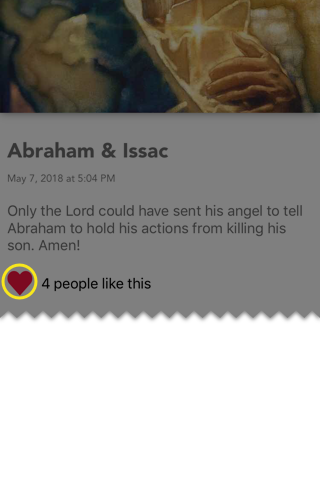 Abraham & Issac
May 7, 2018 at 5:04 PM
Only the Lord could have sent his angel to tell
Abraham to hold his actions from killing his
son. Amen!
4 people like this